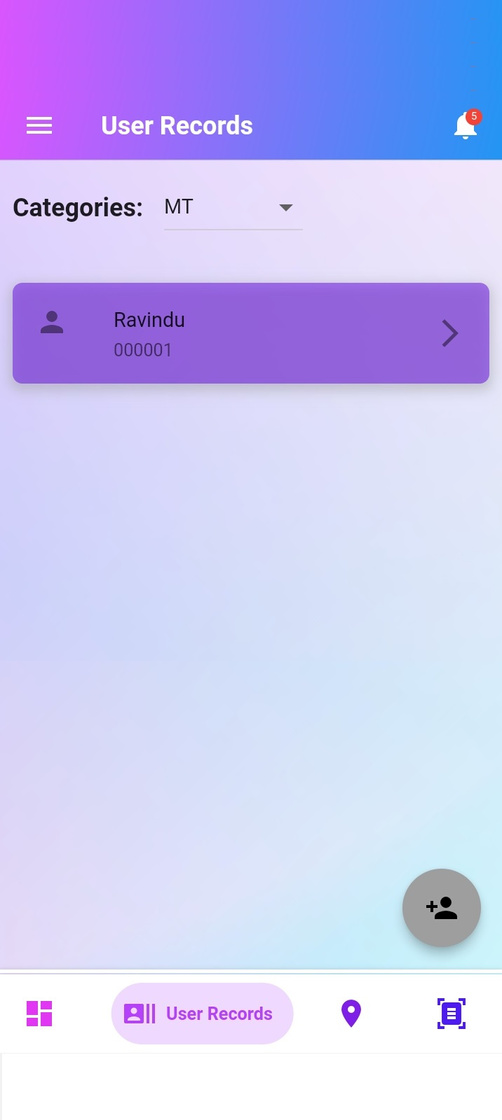 User Records
5
Categories: MT
Ravindu
000001
User Records